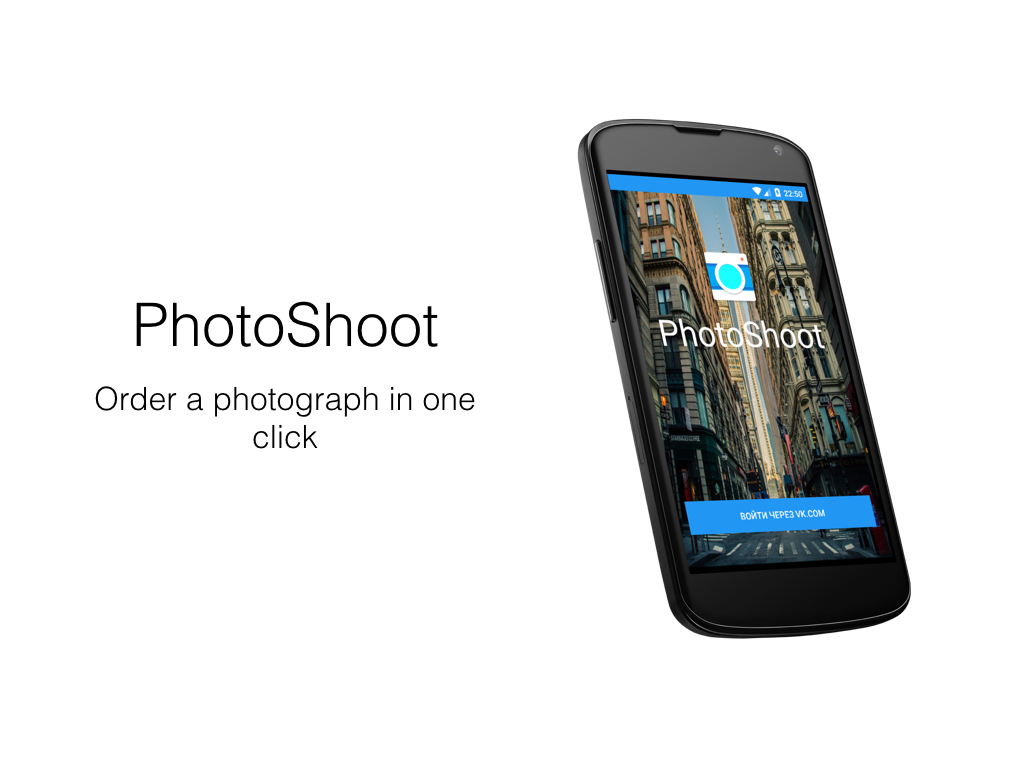 PhotoShoot
Order a photograph in one
click
22:50
PhotoShoot
ВОЙТИ ЧЕРЕЗ VK.COM